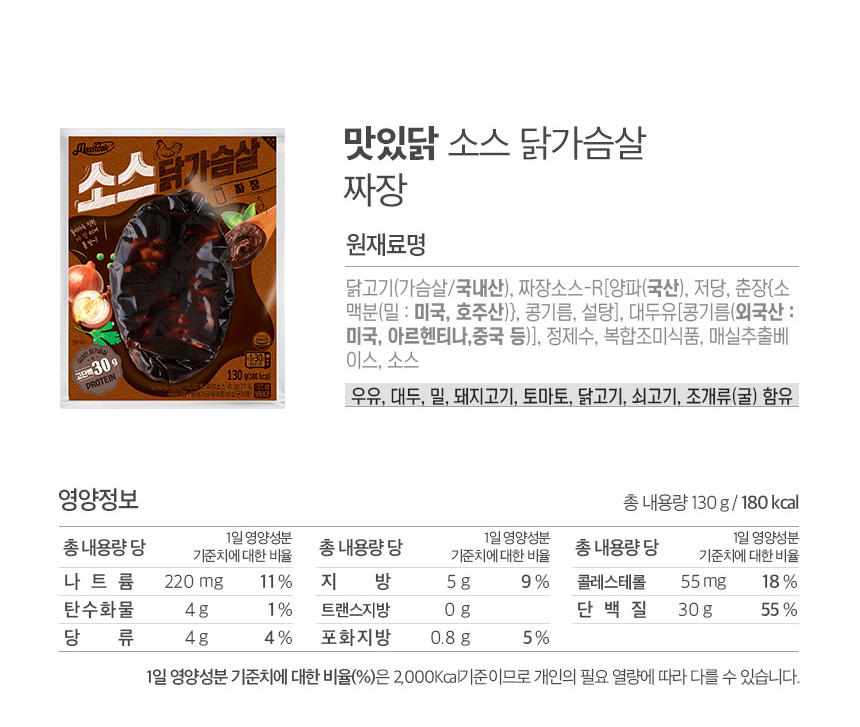 맛있닭 소스 닭가슴살
짜장
원재료명
닭고기(가슴살/국내산), 짜장소스-R[양파(국산), 저당, 춘장{소
맥분(밀 : 미국, 호주산)}, 콩기름, 설탕], 대두유[콩기름(외국산 :
미국, 아르헨티나,중국 등)], 정제수, 복합조미식품, 매실추출베
이스, 소스
우유, 대두, 밀, 돼지고기, 토마토, 닭고기, 쇠고기, 조개류(굴) 함유
소스 닭가슴살
짜장
고단백 30g
PROTEIN
130 g(180 kcal)
영양정보
총 내용량 130 g / 180 kcal
총 내용량 당 1일 영양성분 기준치에 대한 비율 총 내용량 당 1일 영양성분 기준치에 대한 비율 총 내용량 당 1일 영양성분 기준치에 대한 비율
나트륨 220 mg 11 % 지방 5 g 9 % 콜레스테롤 55 mg 18 %
탄수화물 4 g 1 % 트랜스지방 0 g 단백질 30 g 55 %
당류 4 g 4 % 포화지방 0.8 g 5 %
1일 영양성분 기준치에 대한 비율(%)은 2,000Kcal기준이므로 개인의 필요 열량에 따라 다를 수 있습니다.